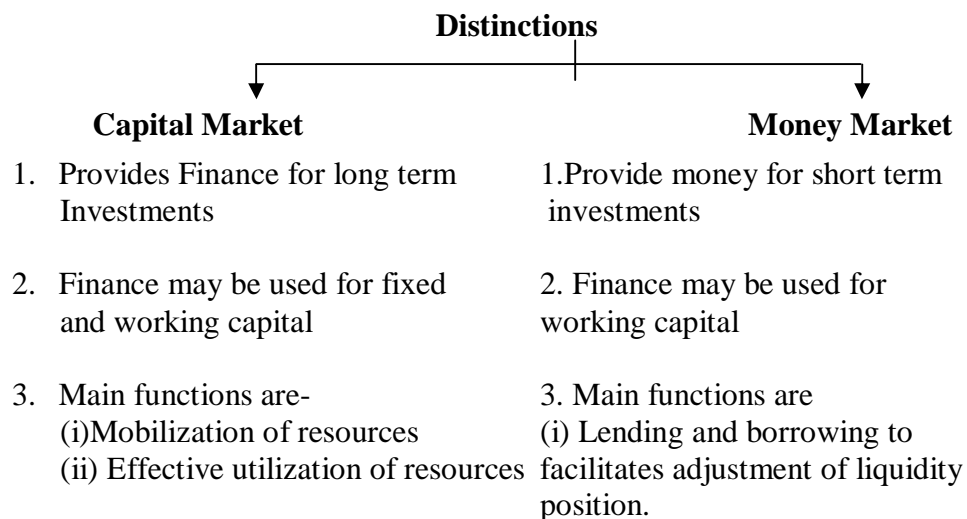 Distinctions
Capital Market
1. Provides Finance for long term
Investments
2. Finance may be used for fixed
and working capital
3. Main functions are-
(i)Mobilization of resources
(ii) Effective utilization of resources
Money Market
1.Provide money for short term
investments
2. Finance may be used for
working capital
3. Main functions are
(i) Lending and borrowing to
facilitates adjustment of liquidity
position.